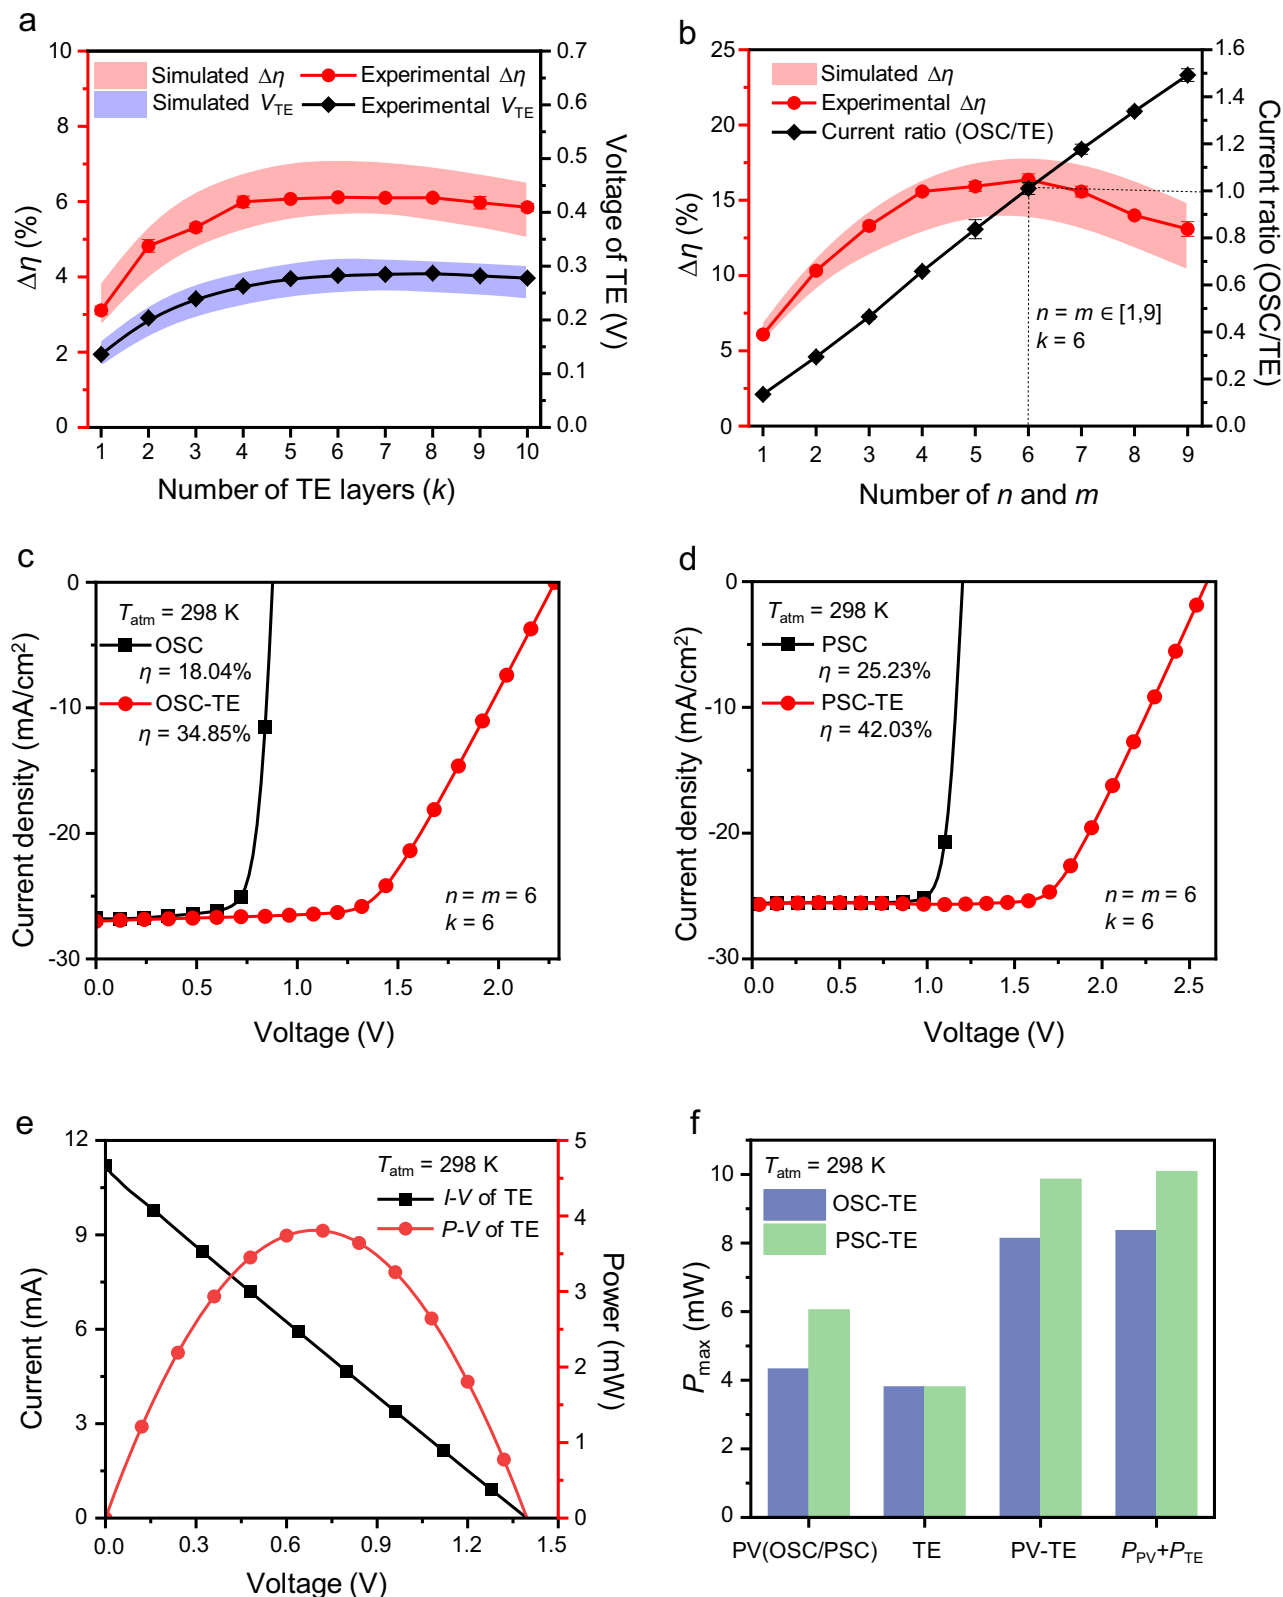 a
Simulated Δη
Experimental Δη
Simulated V_TE
Experimental V_TE
10
8
6
4
2
0
Δη (%)
0.7
0.6
0.5
0.4
0.3
0.2
0.1
0.0
Voltage of TE (V)
1 2 3 4 5 6 7 8 9 10
Number of TE layers (k)
b
Simulated Δη
Experimental Δη
Current ratio (OSC/TE)
25
20
15
10
5
0
Δη (%)
1.6
1.4
1.2
1.0
0.8
0.6
0.4
0.2
0.0
Current ratio (OSC/TE)
n = m ∈ [1,9]
k = 6
1 2 3 4 5 6 7 8 9
Number of n and m
c
T_atm = 298 K
OSC
η = 18.04%
OSC-TE
η = 34.85%
n = m = 6
k = 6
0
-10
-20
-30
Current density (mA/cm²)
0.0 0.5 1.0 1.5 2.0
Voltage (V)
d
T_atm = 298 K
PSC
η = 25.23%
PSC-TE
η = 42.03%
n = m = 6
k = 6
0
-10
-20
-30
Current density (mA/cm²)
0.0 0.5 1.0 1.5 2.0 2.5
Voltage (V)
e
T_atm = 298 K
I-V of TE
P-V of TE
12
9
6
3
0
Current (mA)
5
4
3
2
1
0
Power (mW)
0.0 0.3 0.6 0.9 1.2 1.5
Voltage (V)
f
T_atm = 298 K
OSC-TE
PSC-TE
10
8
6
4
2
0
P_max (mW)
PV(OSC/PSC) TE PV-TE P_PV+P_TE